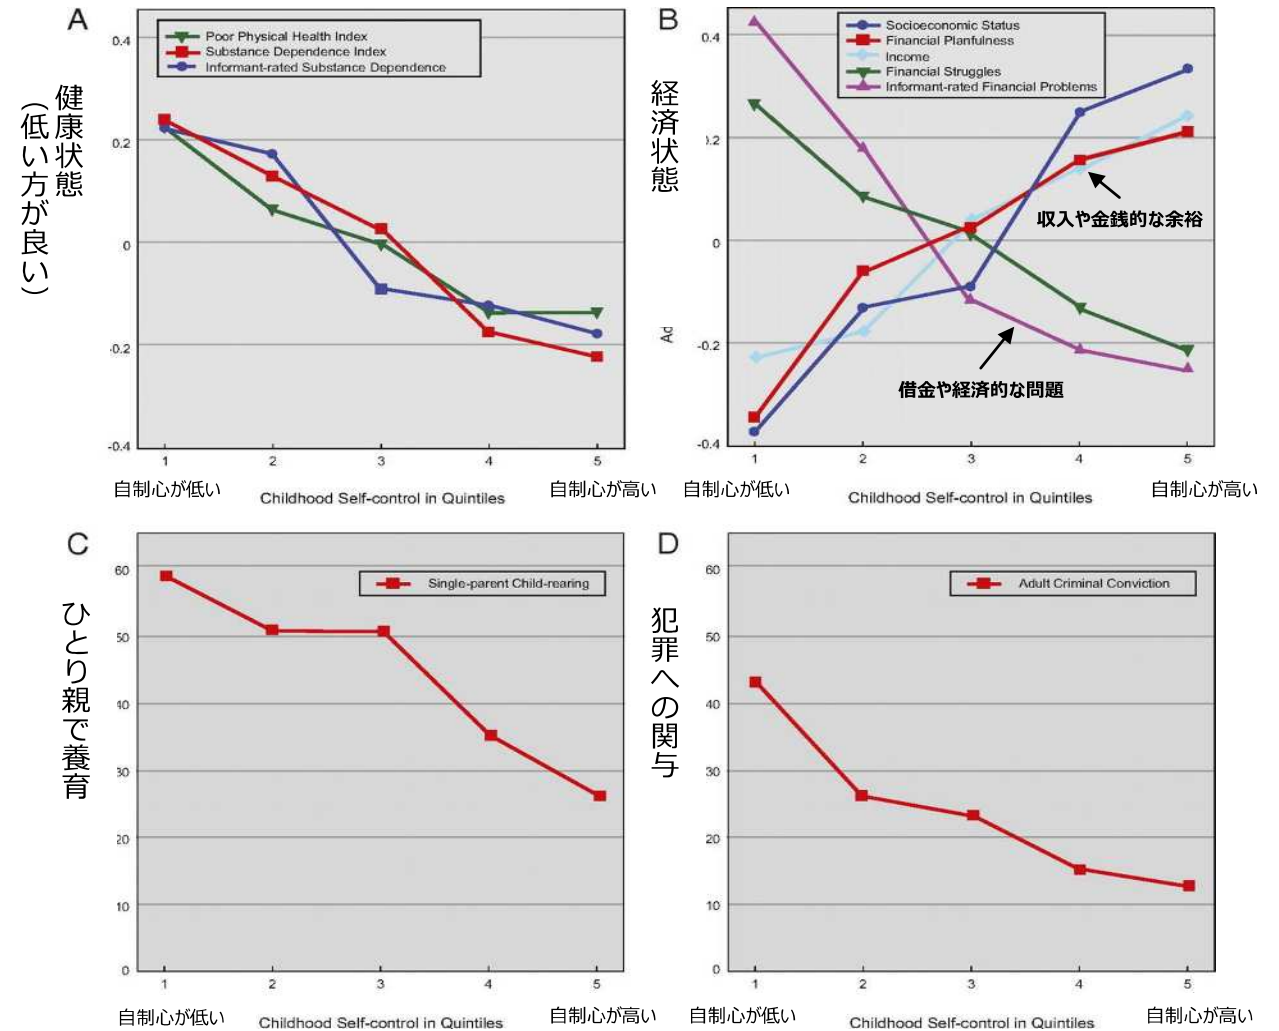 A
Poor Physical Health Index
Substance Dependence Index
Informant-rated Substance Dependence
健康状態
(低い方が良い)
0.4
0.2
0
-0.2
-0.4
1 2 3 4 5
自制心が低い
Childhood Self-control in Quintiles
自制心が高い
B
Socioeconomic Status
Financial Planfulness
Income
Financial Struggles
Informant-rated Financial Problems
経済状態
0.4
0.2
0
-0.2
-0.4
Ad
収入や金銭的な余裕
借金や経済的な問題
1 2 3 4 5
自制心が低い
Childhood Self-control in Quintiles
自制心が高い
C
Single-parent Child-rearing
ひとり親で養育
60
50
40
30
20
10
0
1 2 3 4 5
自制心が低い
Childhood Self-control in Quintiles
自制心が高い
D
Adult Criminal Conviction
犯罪への関与
60
50
40
30
20
10
0
1 2 3 4 5
自制心が低い
Childhood Self-control in Quintiles
自制心が高い